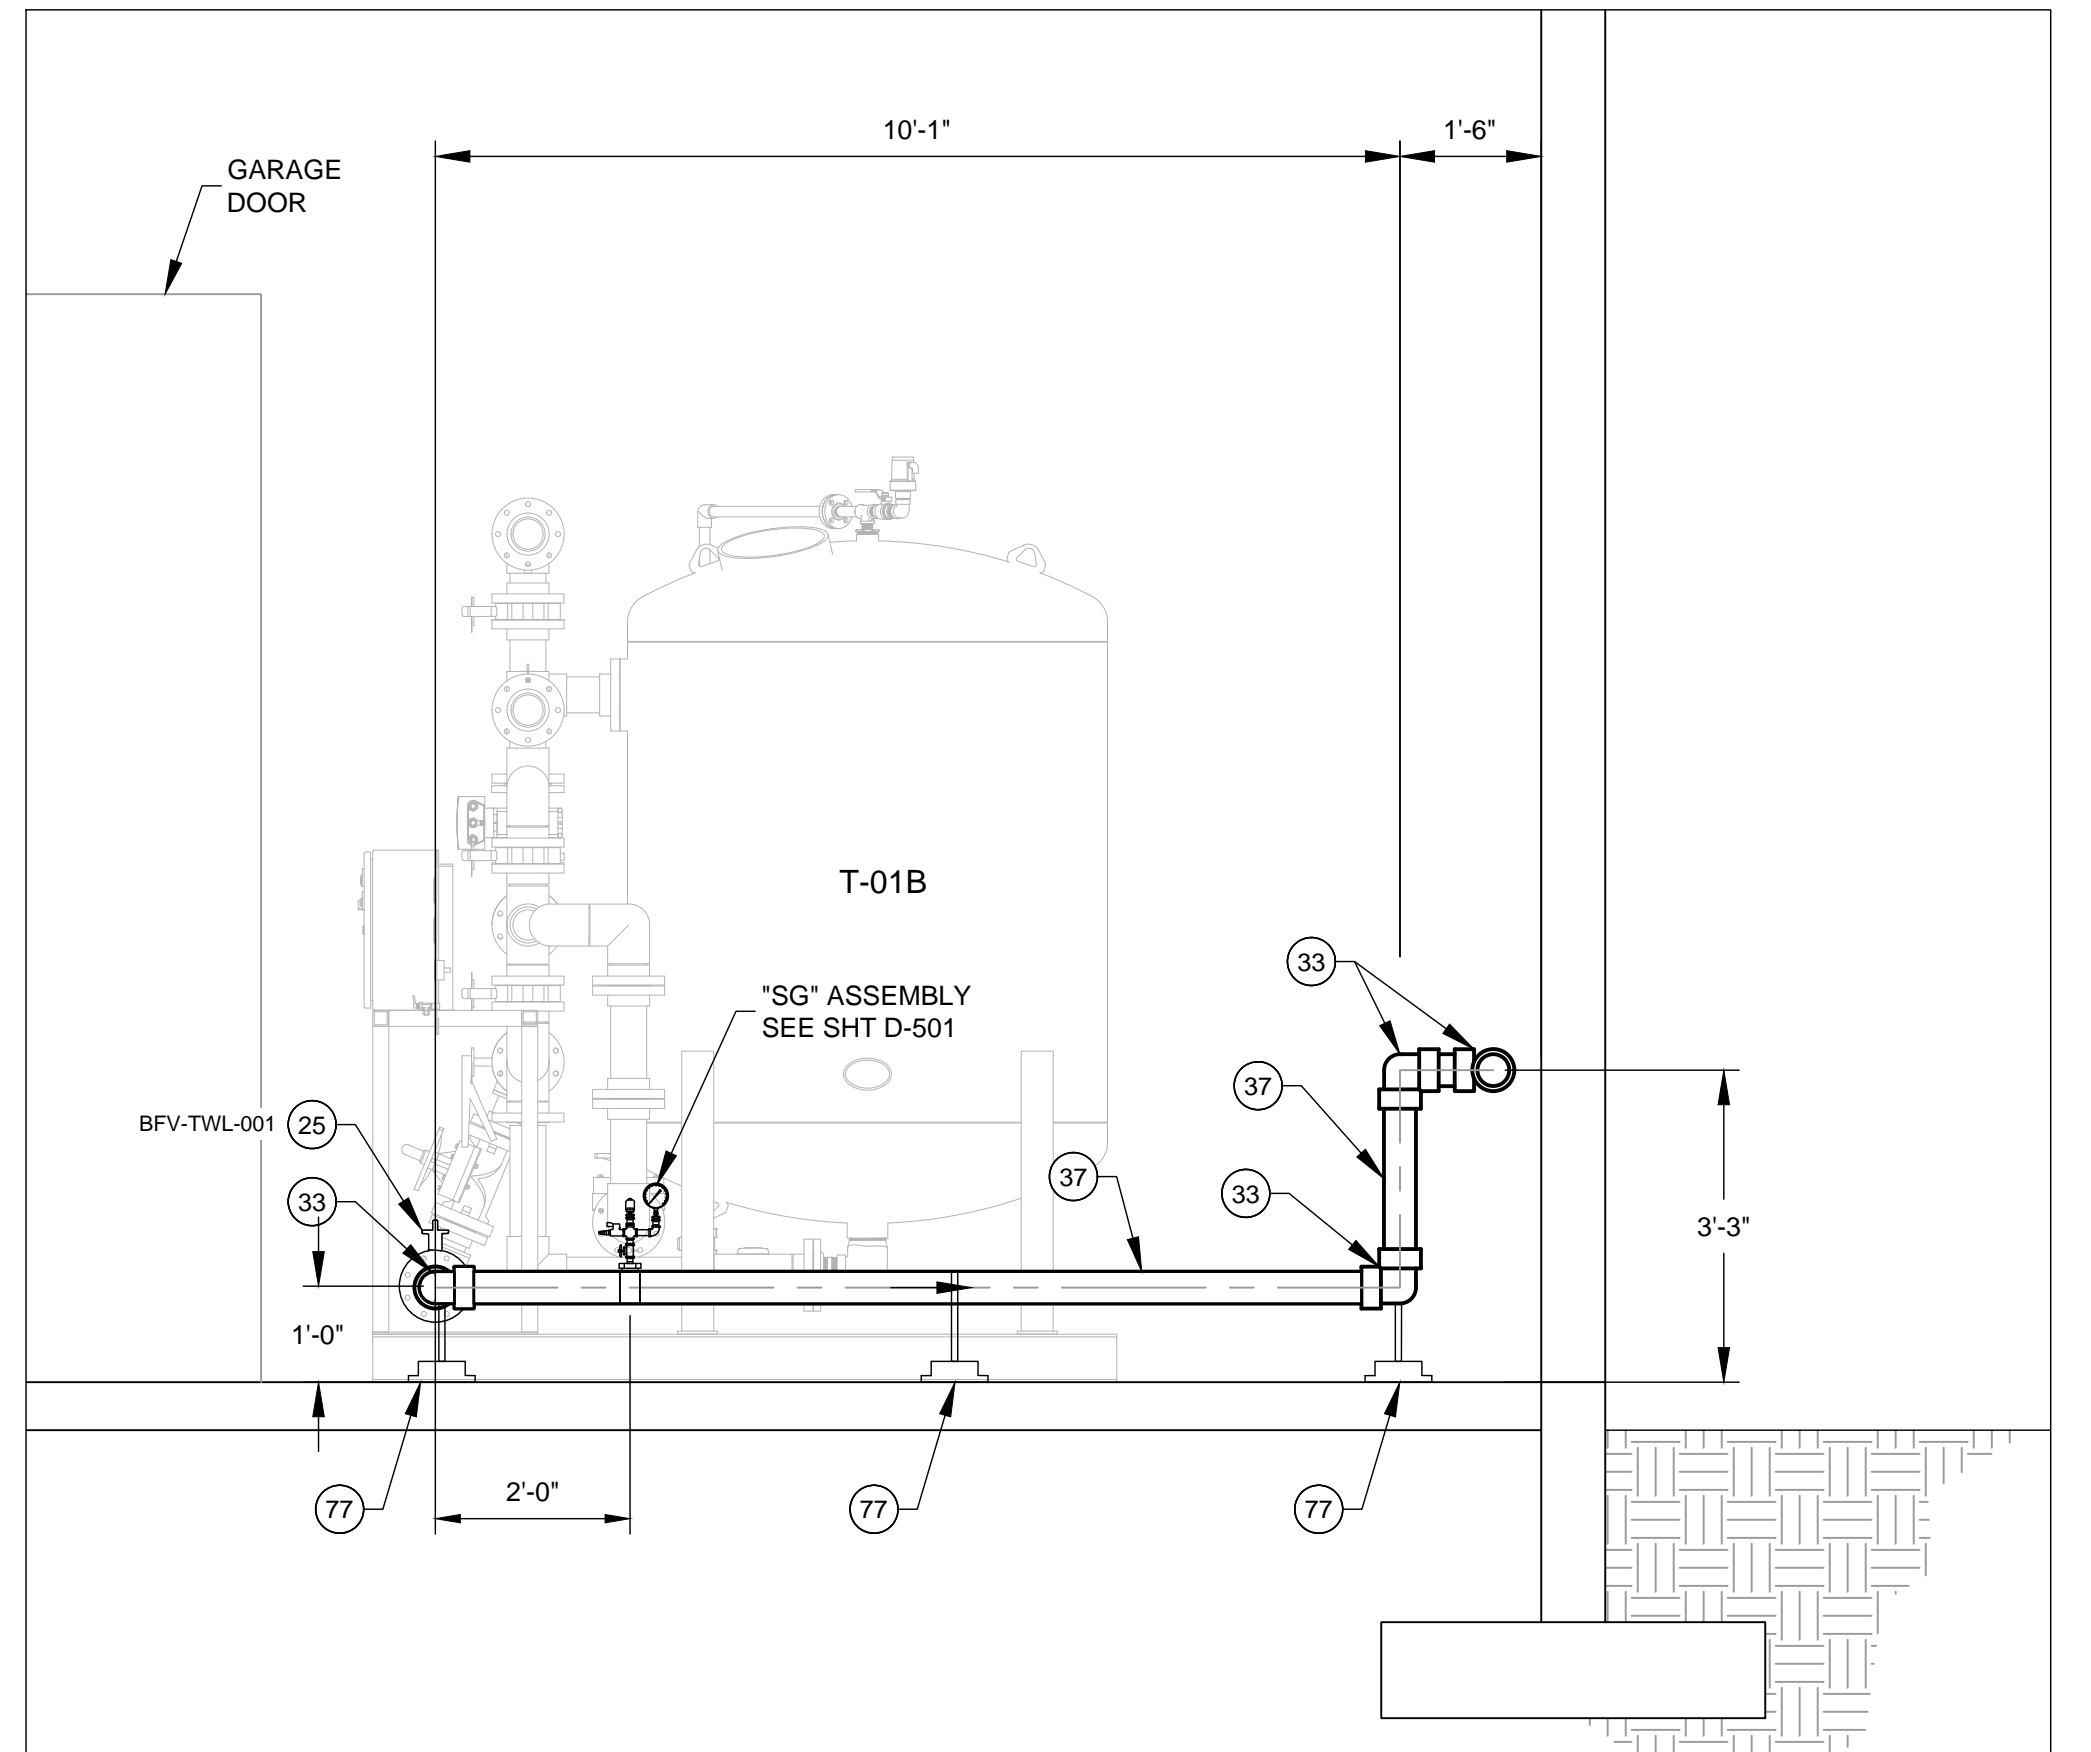 10'-1"
1'-6"
GARAGE
DOOR
T-01B
33
"SG" ASSEMBLY
SEE SHT D-501
37
BFV-TWL-001
25
37
33
33
3'-3"
1'-0"
2'-0"
77
77
77